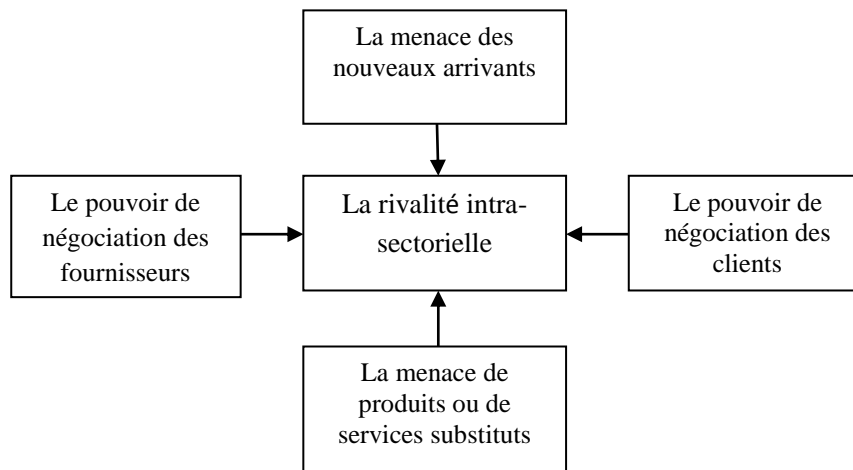 La menace des
nouveaux arrivants
Le pouvoir de
négociation des
fournisseurs
La rivalité intra-
sectorielle
Le pouvoir de
négociation des
clients
La menace de
produits ou de
services substituts